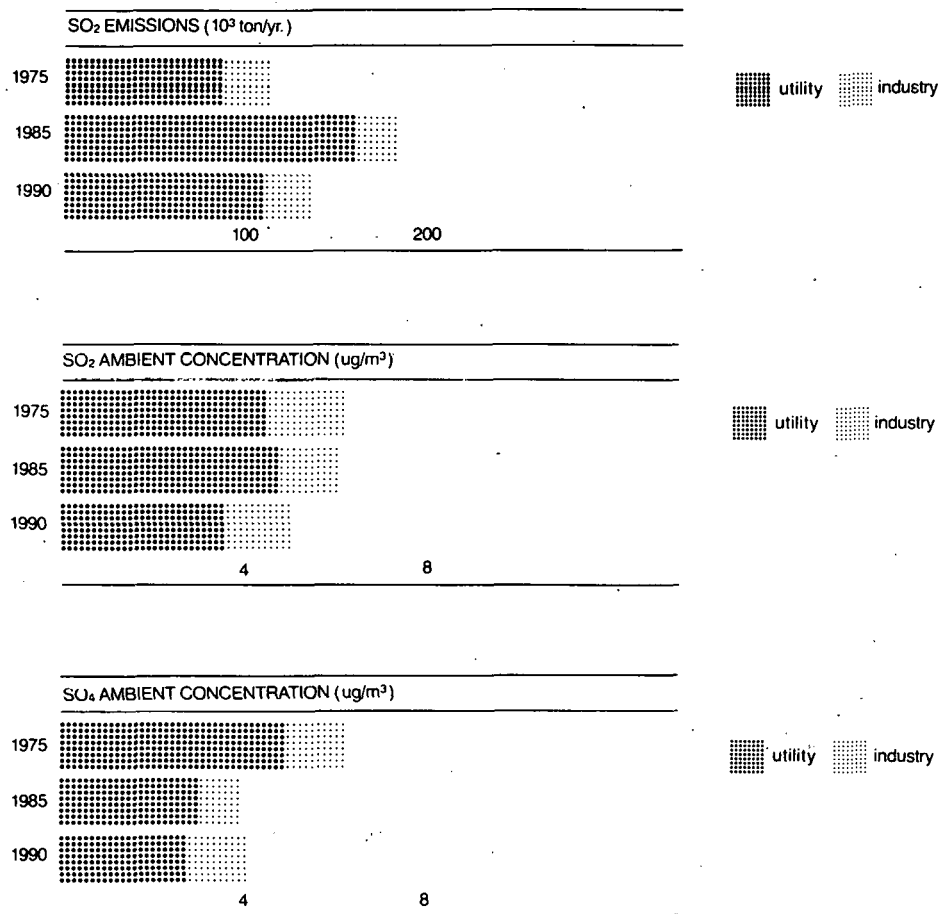 SO₂ EMISSIONS (10³ ton/yr.)
1975
utility industry
1985
1990
100 200
SO₂ AMBIENT CONCENTRATION (ug/m³)
1975
utility industry
1985
1990
4 8
SO₄ AMBIENT CONCENTRATION (ug/m³)
1975
utility industry
1985
1990
4 8